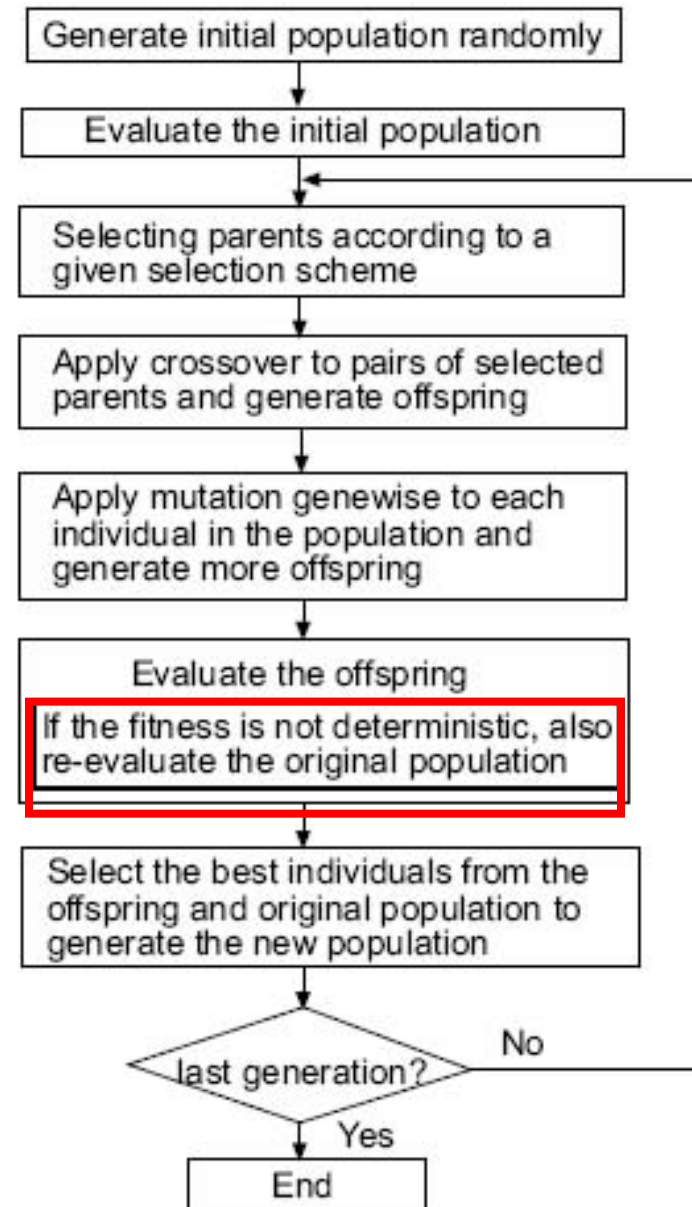 Generate initial population randomly
Evaluate the initial population
Selecting parents according to a
given selection scheme
Apply crossover to pairs of selected
parents and generate offspring
Apply mutation genewise to each
individual in the population and
generate more offspring
Evaluate the offspring
If the fitness is not deterministic, also
re-evaluate the original population
Select the best individuals from the
offspring and original population to
generate the new population
last generation?
No
Yes
End